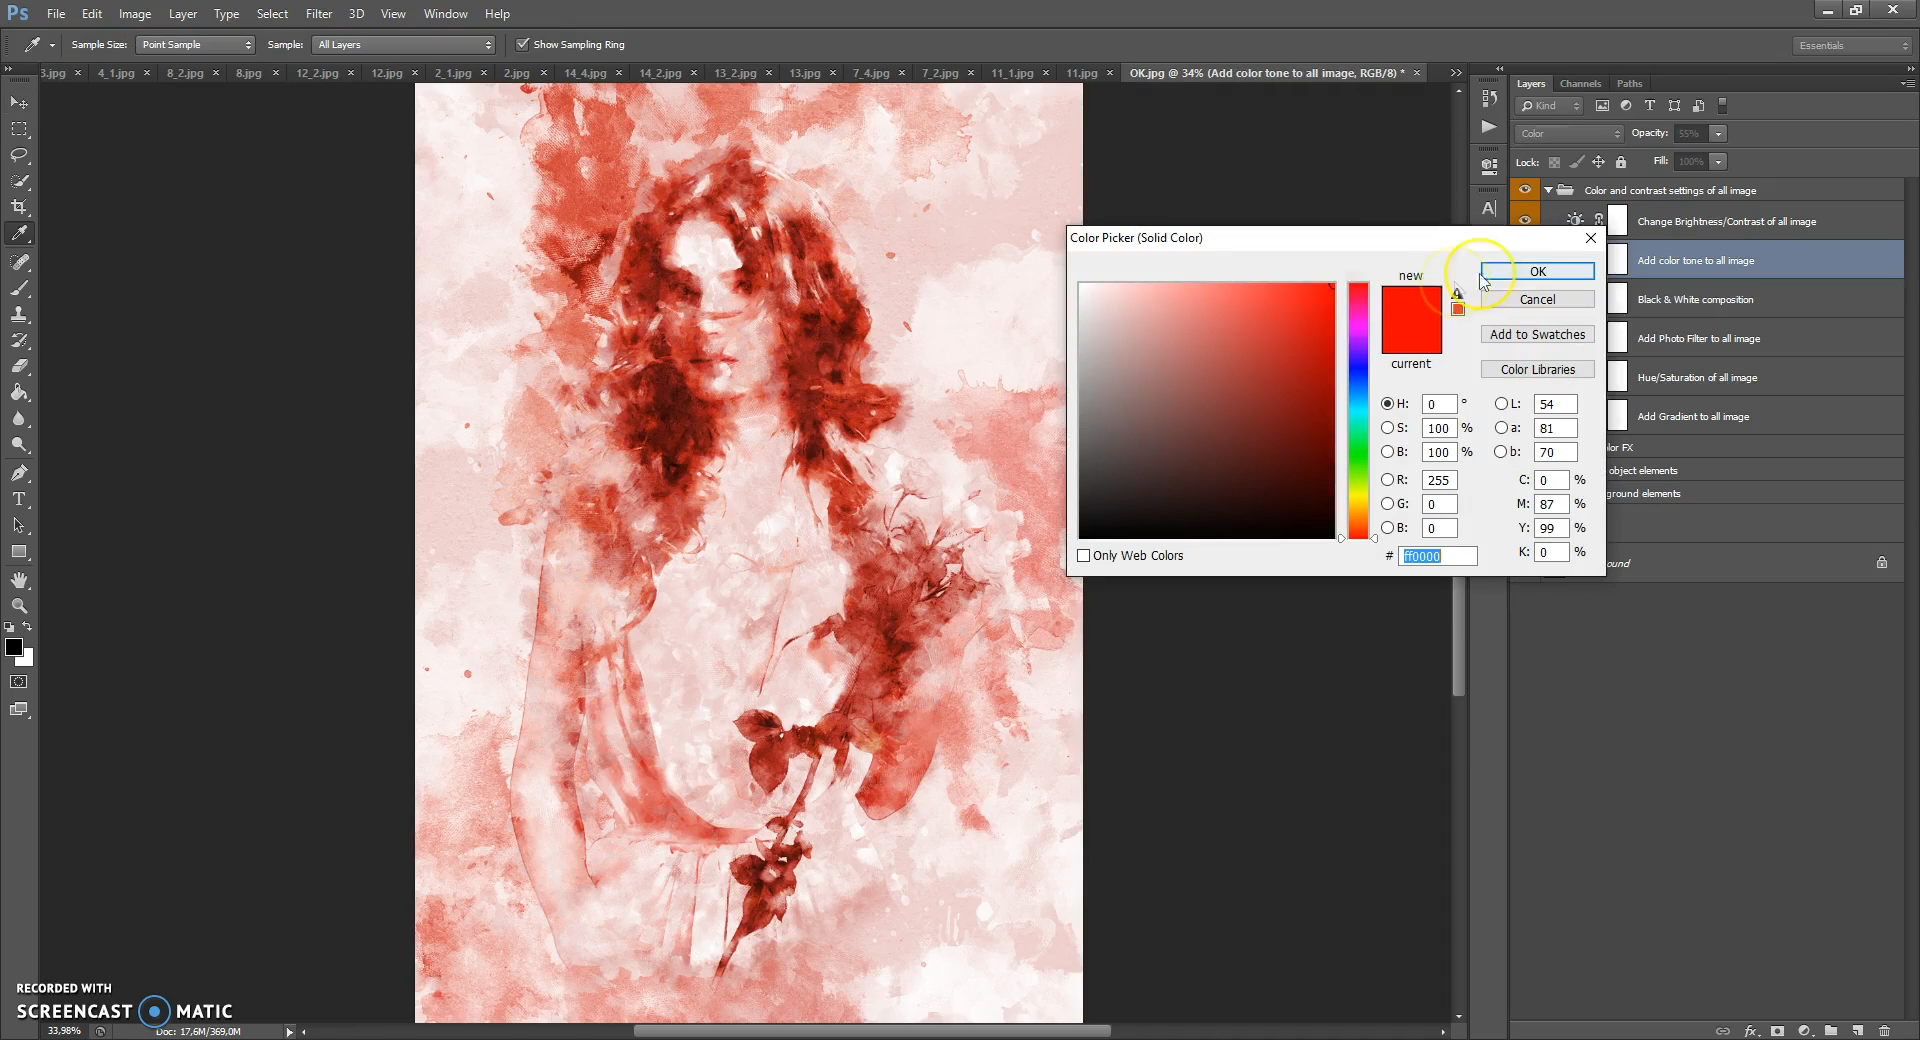 Ps File Edit Image Layer Type Select Filter 3D View Window Help
Sample Size: Point Sample Sample: All Layers Show Sampling Ring Essentials
3.jpg 4_1.jpg 8_2.jpg 8.jpg 12_2.jpg 12.jpg 2_1.jpg 2.jpg 14_4.jpg 14_2.jpg 13_2.jpg 13.jpg 7_4.jpg 7_2.jpg 11_1.jpg 11.jpg OK.jpg @ 34% (Add color tone to all image, RGB/8) *
Layers Channels Paths
Kind
Color Opacity: 55%
Lock: Fill: 100%
Color and contrast settings of all image
Change Brightness/Contrast of all image
Add color tone to all image
Black & White composition
Add Photo Filter to all image
Hue/Saturation of all image
Add Gradient to all image
lor FX
object elements
round elements
ound
Color Picker (Solid Color)
new
current
OK
Cancel
Add to Swatches
Color Libraries
H: 0 ° L: 54
S: 100 % a: 81
B: 100 % b: 70
R: 255 C: 0 %
G: 0 M: 87 %
B: 0 Y: 99 %
# ff0000 K: 0 %
Only Web Colors
RECORDED WITH
SCREENCAST MATIC
33,98% Doc: 17,6M/369,0M